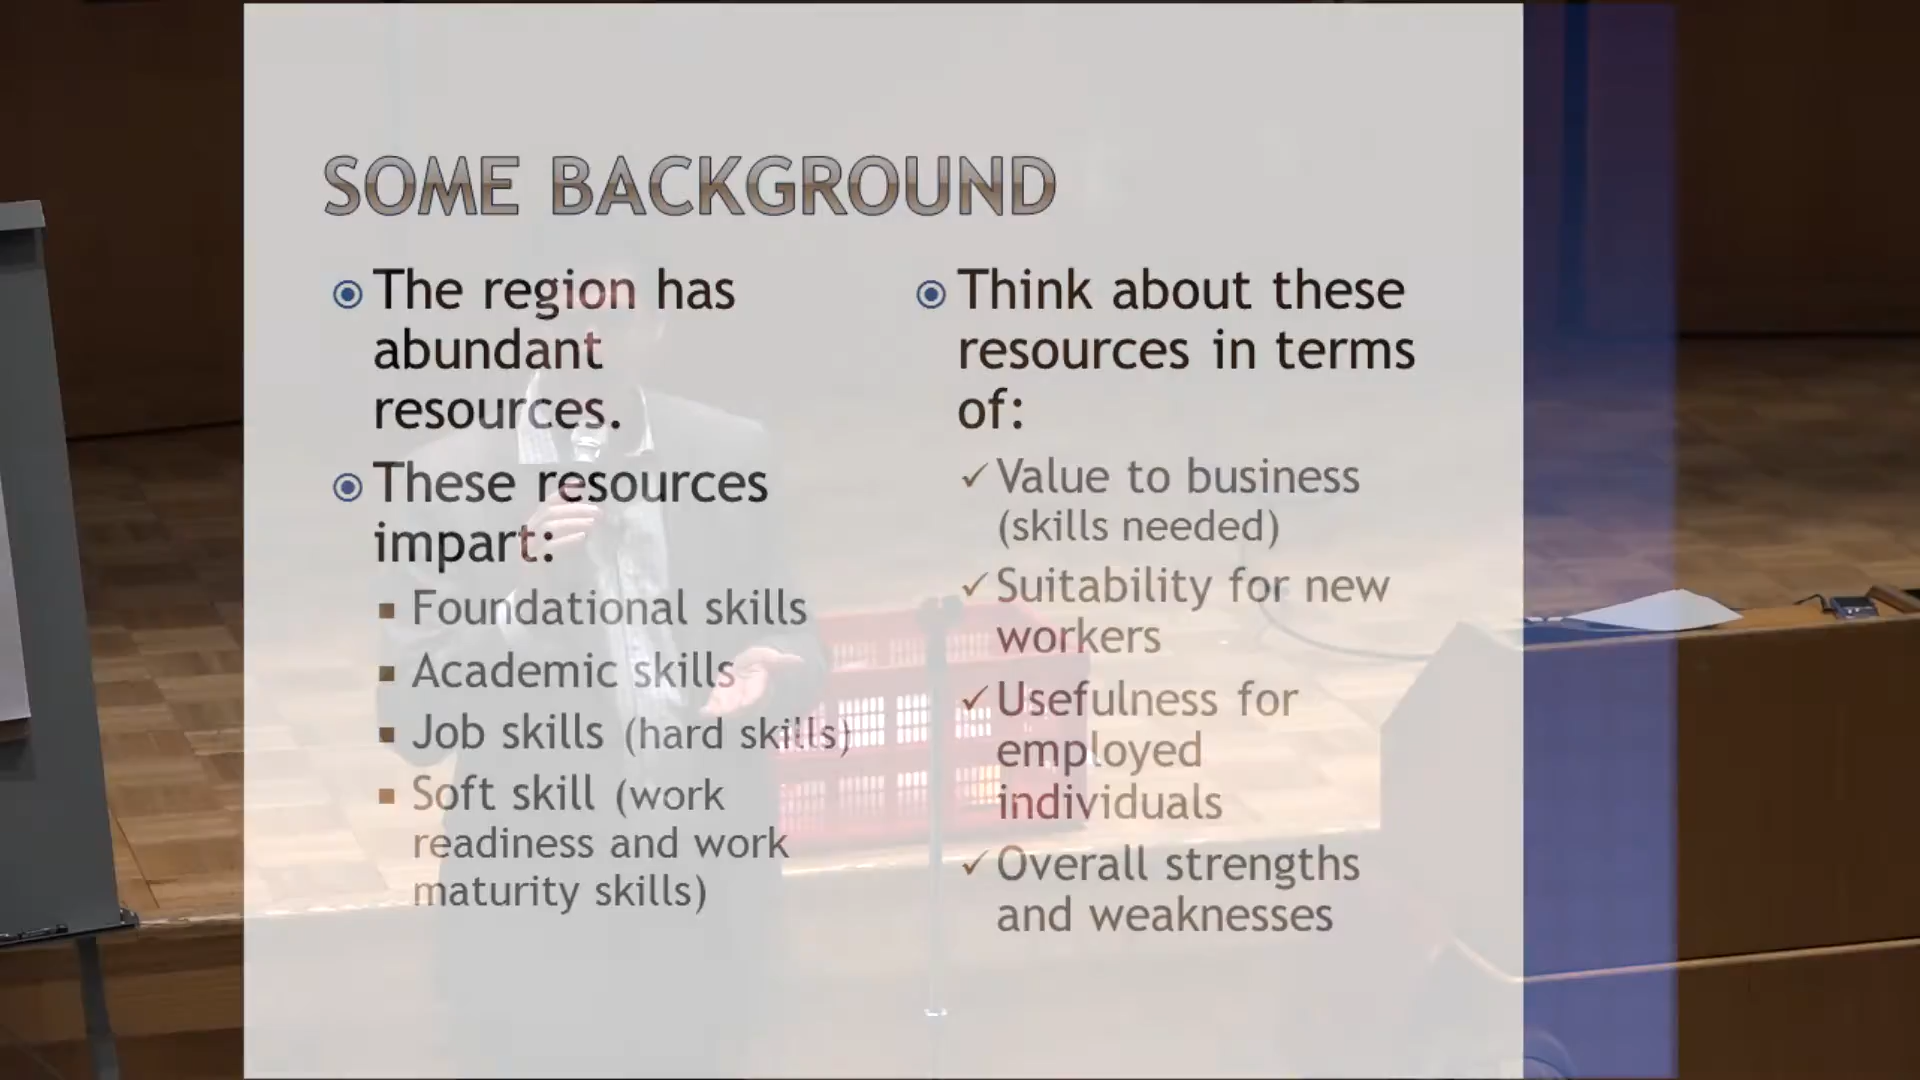 SOME BACKGROUND
The region has
abundant
resources.
These resources
impart:
Foundational skills
Academic skills
Job skills (hard skills)
Soft skill (work
readiness and work
maturity skills)
Think about these
resources in terms
of:
Value to business
(skills needed)
Suitability for new
workers
Usefulness for
employed
individuals
Overall strengths
and weaknesses